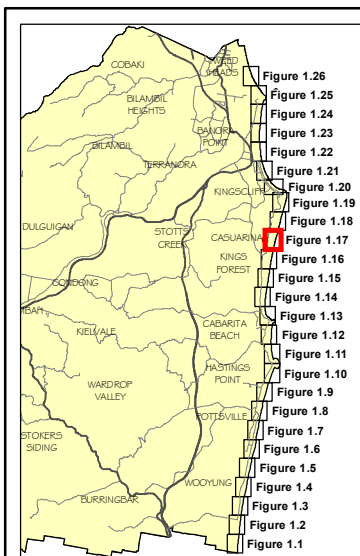 TWEED
HEADS
COBAKI
Figure 1.26
Figure 1.25
BILAMBIL
HEIGHTS
Figure 1.24
BANORA
POINT
Figure 1.23
BILAMBIL
Figure 1.22
TERRANORA
Figure 1.21
KINGSCLIFF
Figure 1.20
Figure 1.19
DULGUIGAN
STOTTS
CREEK
Figure 1.18
CASUARINA
Figure 1.17
KINGS
FOREST
Figure 1.16
Figure 1.15
GONDONG
Figure 1.14
BAH
Figure 1.13
KIELVALE
CABARITA
BEACH
Figure 1.12
Figure 1.11
HASTINGS
POINT
Figure 1.10
WARDROP
VALLEY
Figure 1.9
POTTSVILLE
Figure 1.8
STOKERS
SIDING
Figure 1.7
Figure 1.6
Figure 1.5
WOOYUNG
Figure 1.4
BURRINGBAR
Figure 1.3
Figure 1.2
Figure 1.1